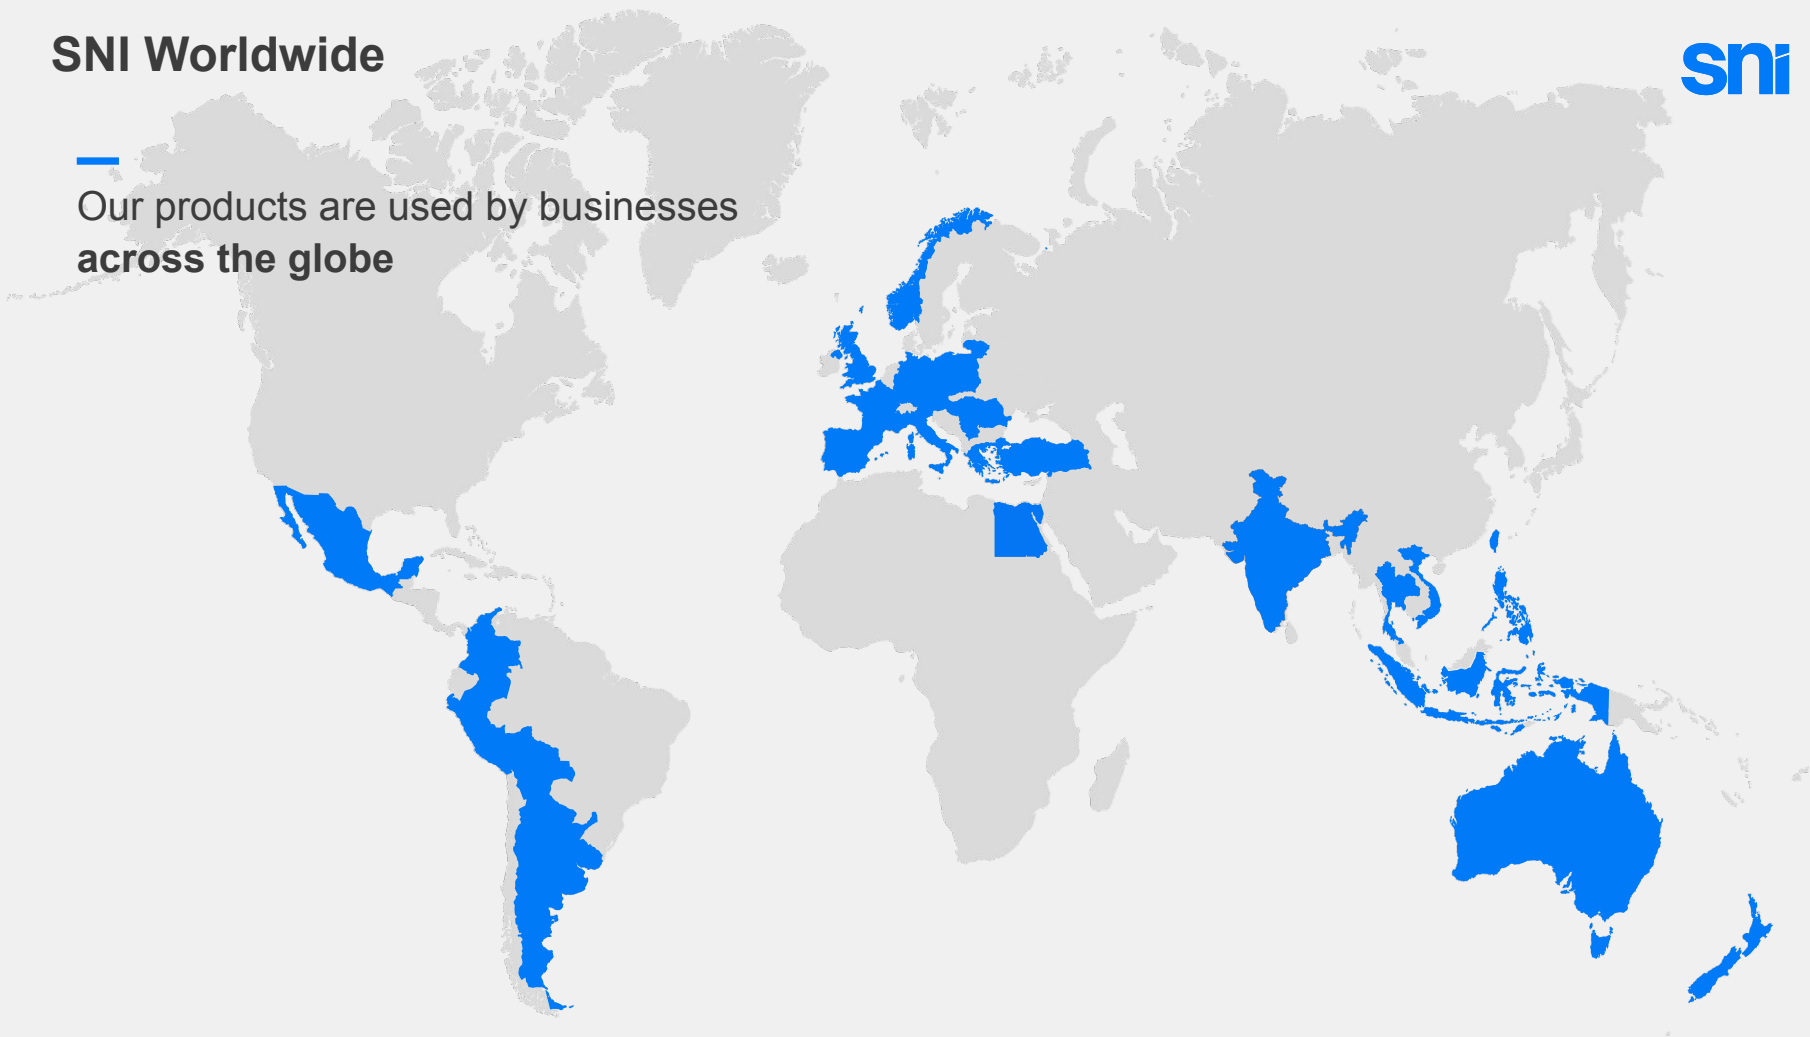 SNI Worldwide
sni
Our products are used by businesses
across the globe